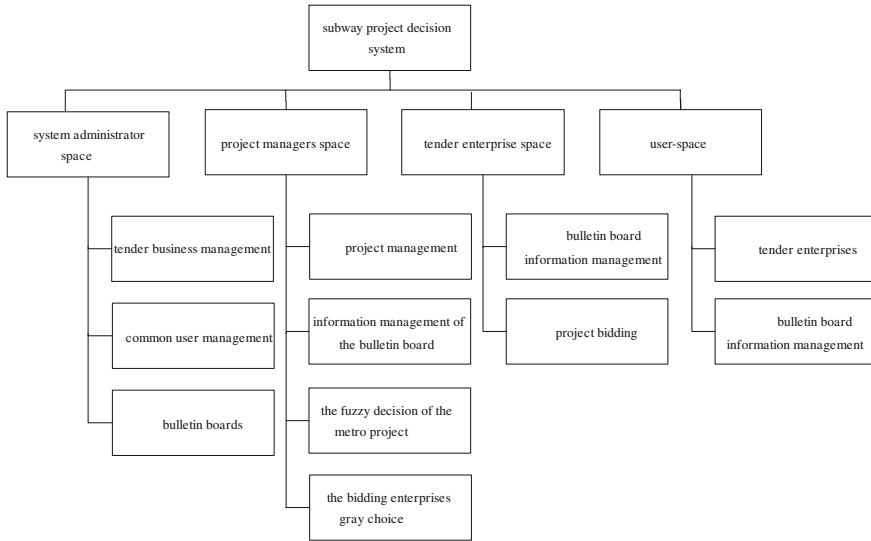 subway project decision
system
system administrator
space
project managers space
tender enterprise space
user-space
tender business management
common user management
bulletin boards
project management
information management of
the bulletin board
the fuzzy decision of the
metro project
the bidding enterprises
gray choice
bulletin board
information management
project bidding
tender enterprises
bulletin board
information management